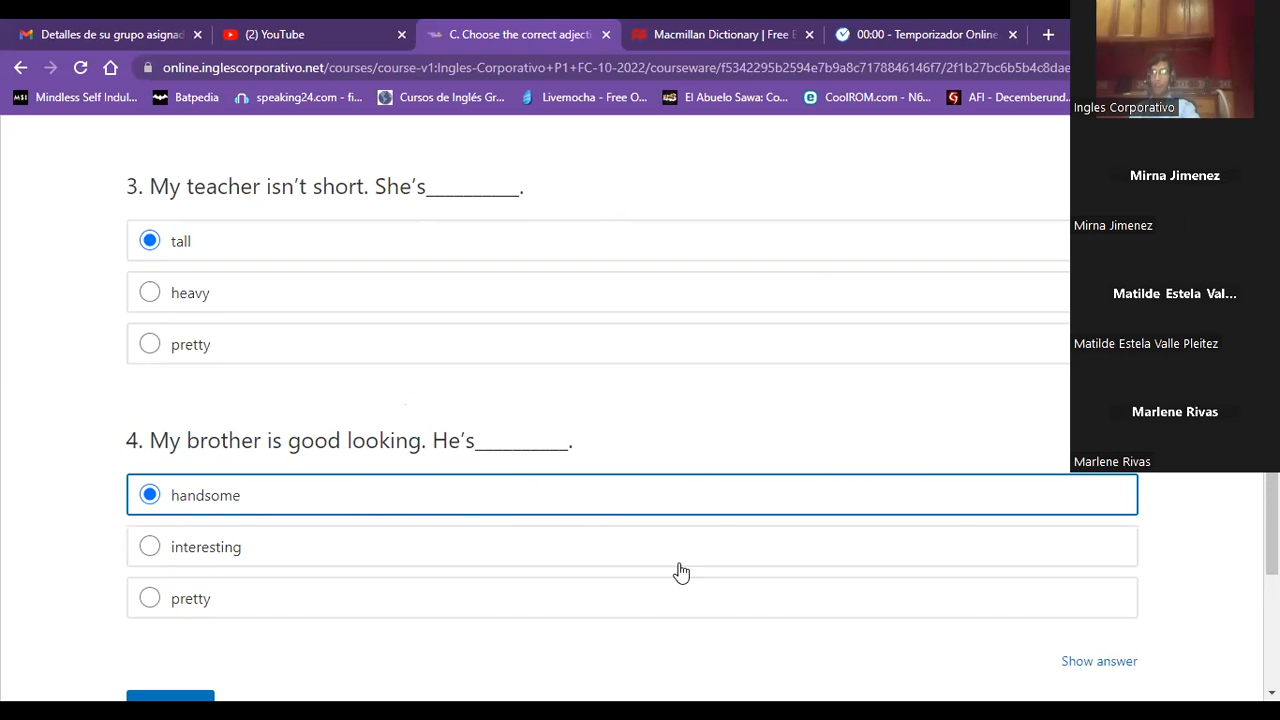 Detalles de su grupo asignad
(2) YouTube
C. Choose the correct adjecti
Macmillan Dictionary | Free E
00:00 - Temporizador Online
online.inglescorporativo.net/courses/course-v1:Ingles-Corporativo+P1+FC-10-2022/courseware/f5342295b2594e7b9a8c7178846146f7/2f1b27bc6b5b4c8dae
Mindless Self Indul...
Batpedia
speaking24.com - fi...
Cursos de Inglés Gr...
Livemocha - Free O...
El Abuelo Sawa: Co...
CoolROM.com - N6...
AFI - Decemberund...
Ingles Corporativo
Mirna Jimenez
Mirna Jimenez
Matilde Estela Val...
Matilde Estela Valle Pleitez
Marlene Rivas
Marlene Rivas
3. My teacher isn’t short. She’s__________.
tall
heavy
pretty
4. My brother is good looking. He’s__________.
handsome
interesting
pretty
Show answer